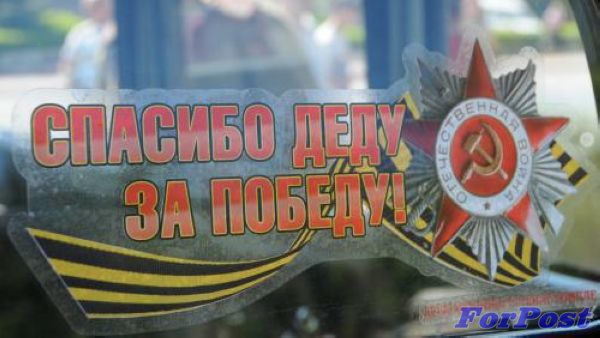 СПАСИБО ДЕДУ
ЗА ПОБЕДУ!
ОТЕЧЕСТВЕННАЯ ВОЙНА
ForPost